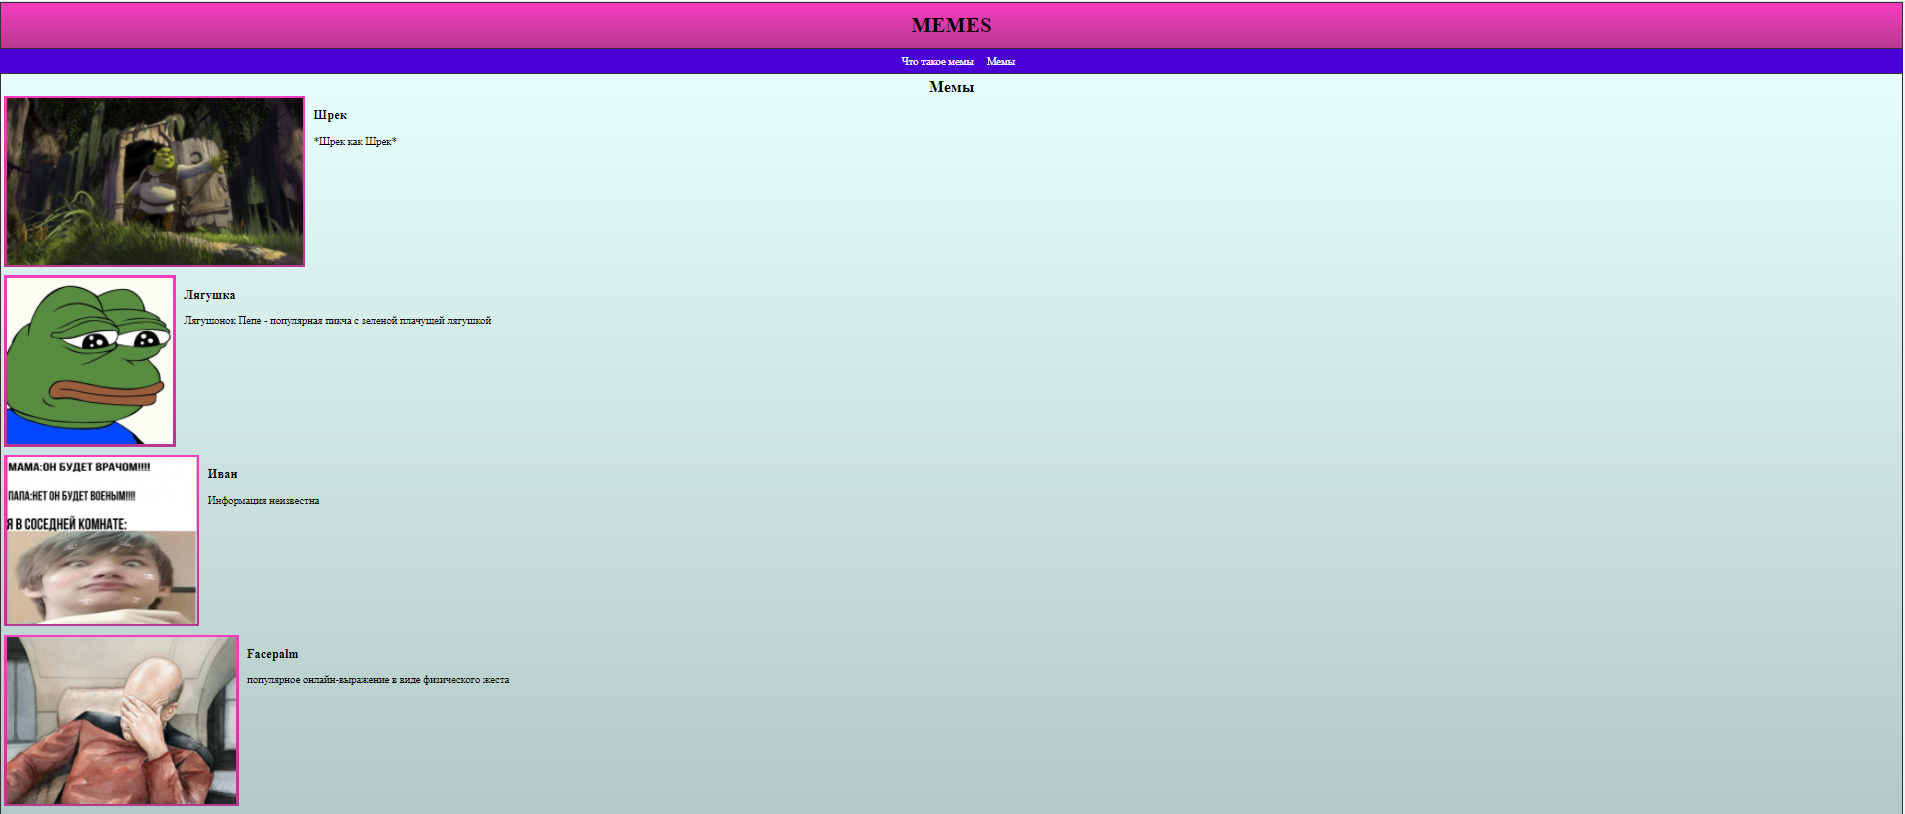 MEMES
Что такое мемы Мемы
Мемы
Шрек
*Шрек как Шрек*
Лягушка
Лягушонок Пепе - популярная пикча с зеленой плачущей лягушкой
МАМА:ОН БУДЕТ ВРАЧОМ!!!!
ПАПА:НЕТ ОН БУДЕТ ВОЕНЫМ!!!!
Я В СОСЕДНЕЙ КОМНАТЕ:
Иван
Информация неизвестна
Facepalm
популярное онлайн-выражение в виде физического жеста